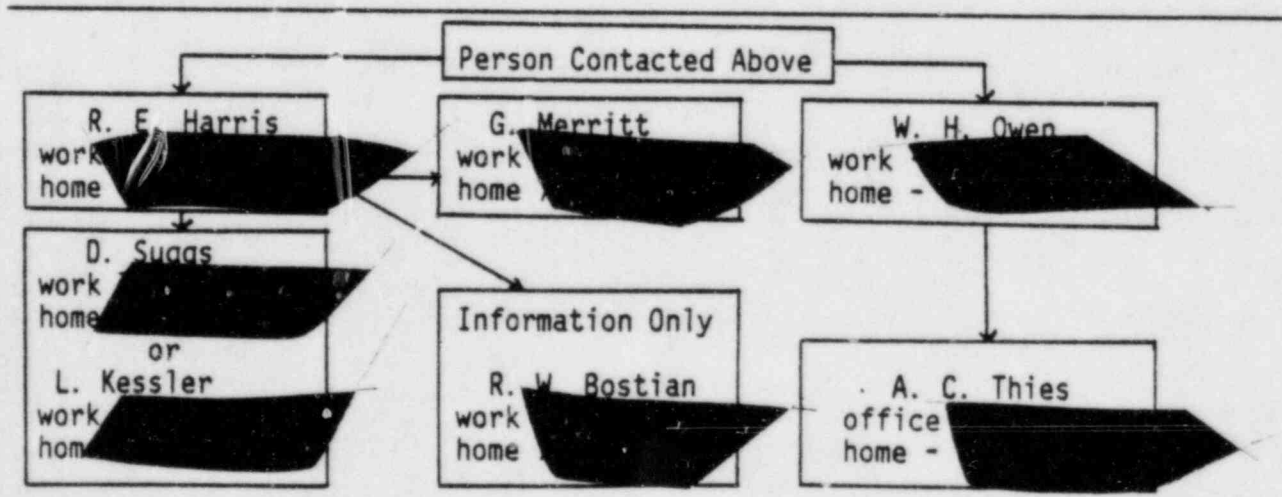 Person Contacted Above
R. E. Harris
work
home
G. Merritt
work
home
W. H. Owen
work -
home -
D. Suggs
work
home
or
L. Kessler
work
home
Information Only
R. W. Bostian
work
home
A. C. Thies
office
home -